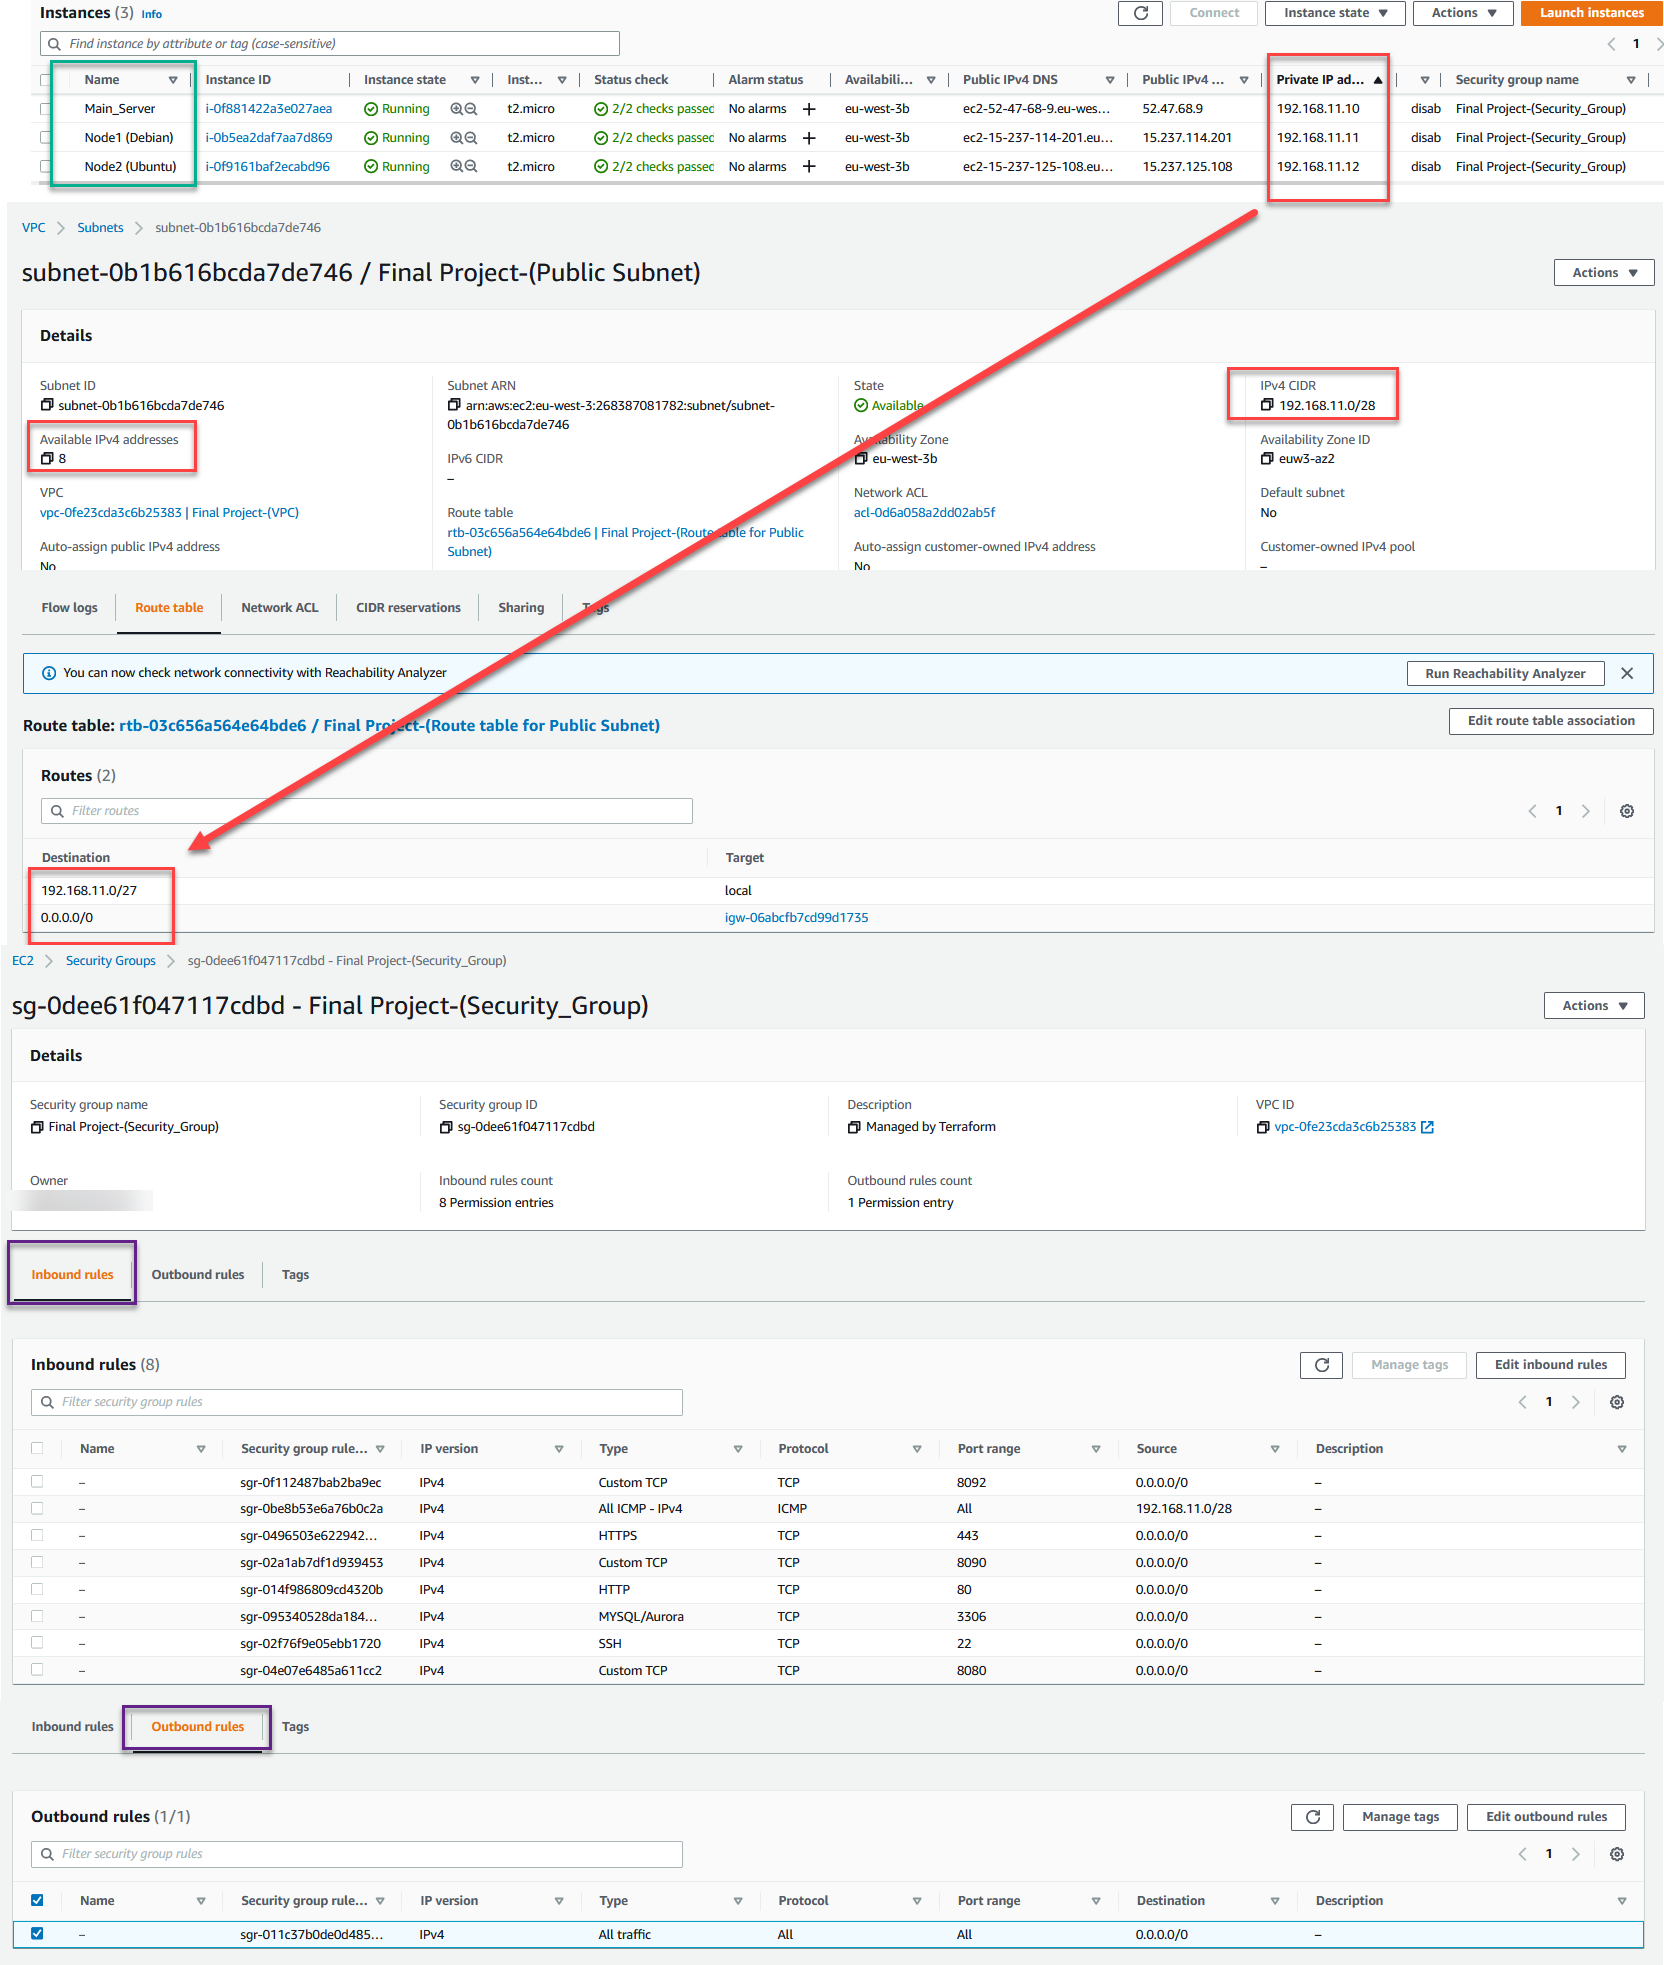 Instances (3) Info
Connect
Instance state
Actions
Launch instances
Find instance by attribute or tag (case-sensitive)
1
Name Instance ID Instance state Inst... Status check Alarm status Availabili... Public IPv4 DNS Public IPv4 ... Private IP ad... Security group name
Main_Server i-0f881422a3e027aea Running t2.micro 2/2 checks passed No alarms + eu-west-3b ec2-52-47-68-9.eu-wes... 52.47.68.9 192.168.11.10 disab Final Project-(Security_Group)
Node1 (Debian) i-0b5ea2daf7aa7d869 Running t2.micro 2/2 checks passed No alarms + eu-west-3b ec2-15-237-114-201.eu... 15.237.114.201 192.168.11.11 disab Final Project-(Security_Group)
Node2 (Ubuntu) i-0f9161baf2ecabd96 Running t2.micro 2/2 checks passed No alarms + eu-west-3b ec2-15-237-125-108.eu... 15.237.125.108 192.168.11.12 disab Final Project-(Security_Group)
VPC > Subnets > subnet-0b1b616bcda7de746
subnet-0b1b616bcda7de746 / Final Project-(Public Subnet)
Actions
Details
Subnet ID
subnet-0b1b616bcda7de746
Available IPv4 addresses
8
VPC
vpc-0fe23cda3c6b25383 | Final Project-(VPC)
Auto-assign public IPv4 address
No
Subnet ARN
arn:aws:ec2:eu-west-3:268387081782:subnet/subnet-
0b1b616bcda7de746
IPv6 CIDR
–
Route table
rtb-03c656a564e64bde6 | Final Project-(Route table for Public
Subnet)
State
Available
Availability Zone
eu-west-3b
Network ACL
acl-0d6a058a2dd02ab5f
Auto-assign customer-owned IPv4 address
No
IPv4 CIDR
192.168.11.0/28
Availability Zone ID
euw3-az2
Default subnet
No
Customer-owned IPv4 pool
–
Flow logs Route table Network ACL CIDR reservations Sharing Tags
You can now check network connectivity with Reachability Analyzer
Run Reachability Analyzer
Route table: rtb-03c656a564e64bde6 / Final Project-(Route table for Public Subnet)
Edit route table association
Routes (2)
Filter routes
1
Destination Target
192.168.11.0/27 local
0.0.0.0/0 igw-06abcfb7cd99d1735
EC2 > Security Groups > sg-0dee61f047117cdbd - Final Project-(Security_Group)
sg-0dee61f047117cdbd - Final Project-(Security_Group)
Actions
Details
Security group name
Final Project-(Security_Group)
Security group ID
sg-0dee61f047117cdbd
Description
Managed by Terraform
VPC ID
vpc-0fe23cda3c6b25383
Owner
Inbound rules count
8 Permission entries
Outbound rules count
1 Permission entry
Inbound rules Outbound rules Tags
Inbound rules (8)
Manage tags
Edit inbound rules
Filter security group rules
1
Name Security group rule... IP version Type Protocol Port range Source Description
– sgr-0f112487bab2ba9ec IPv4 Custom TCP TCP 8092 0.0.0.0/0 –
– sgr-0be8b53e6a76b0c2a IPv4 All ICMP - IPv4 ICMP All 192.168.11.0/28 –
– sgr-0496503e622942... IPv4 HTTPS TCP 443 0.0.0.0/0 –
– sgr-02a1ab7df1d939453 IPv4 Custom TCP TCP 8090 0.0.0.0/0 –
– sgr-014f986809cd4320b IPv4 HTTP TCP 80 0.0.0.0/0 –
– sgr-095340528da184... IPv4 MYSQL/Aurora TCP 3306 0.0.0.0/0 –
– sgr-02f76f9e05ebb1720 IPv4 SSH TCP 22 0.0.0.0/0 –
– sgr-04e07e6485a611cc2 IPv4 Custom TCP TCP 8080 0.0.0.0/0 –
Inbound rules Outbound rules Tags
Outbound rules (1/1)
Manage tags
Edit outbound rules
Filter security group rules
1
Name Security group rule... IP version Type Protocol Port range Destination Description
– sgr-011c37b0de0d485... IPv4 All traffic All All 0.0.0.0/0 –